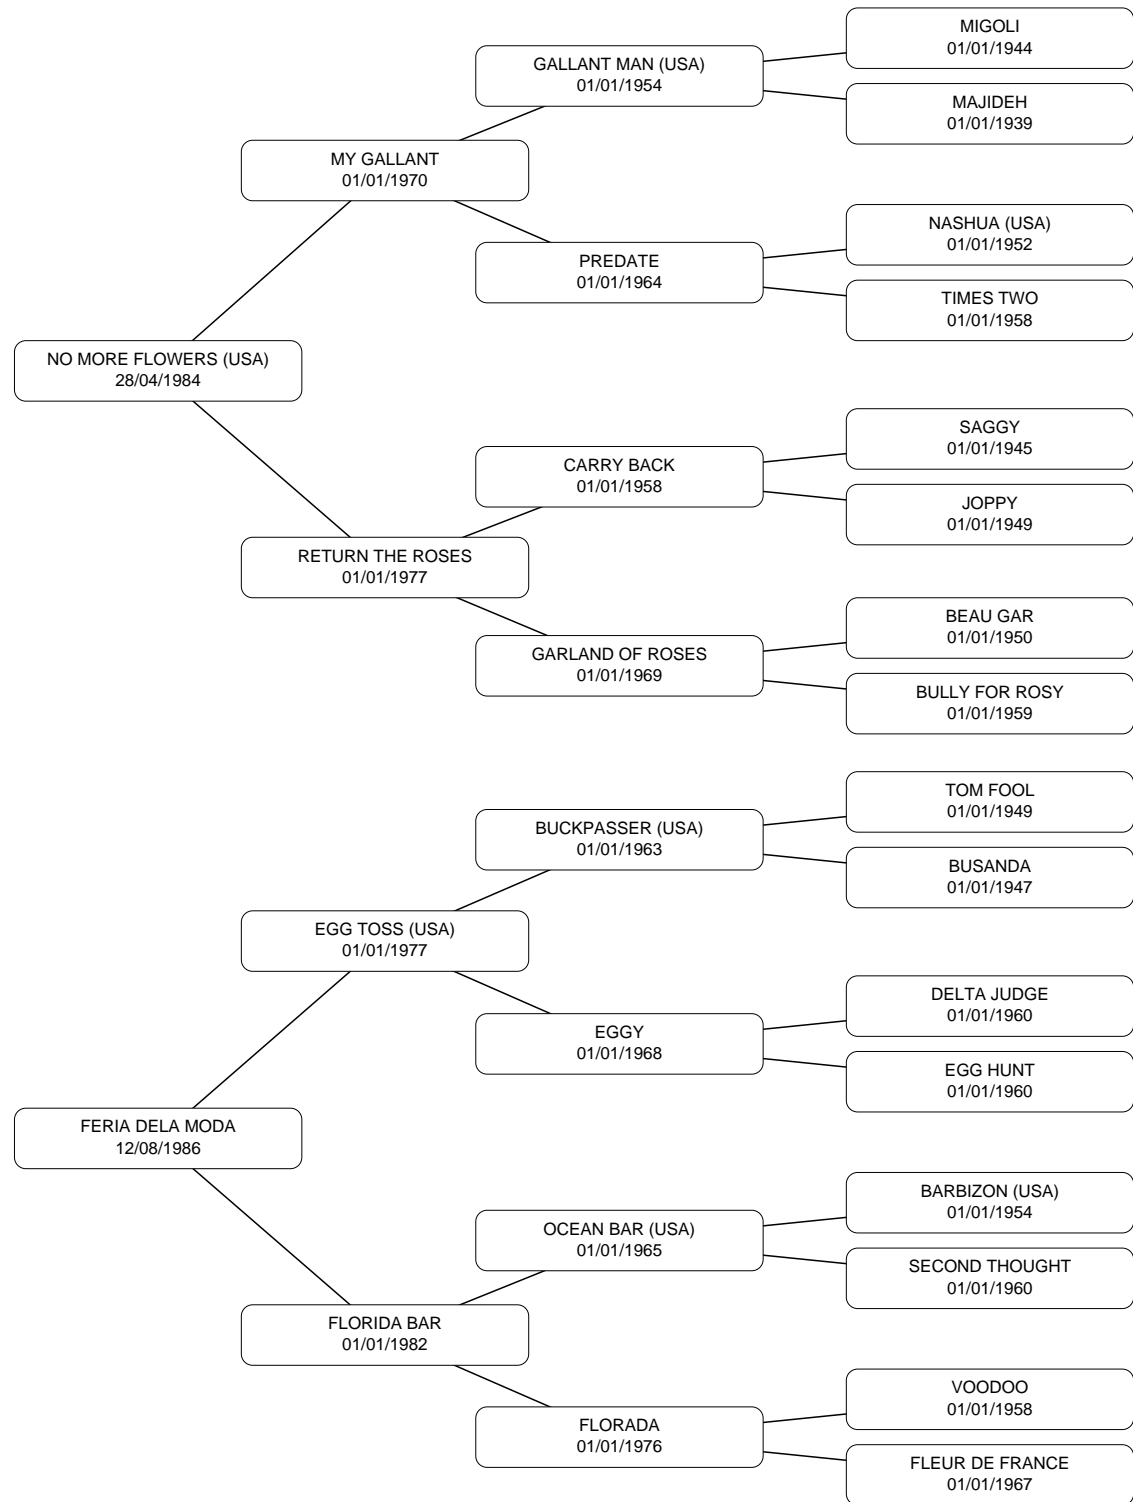 MIGOLI
01/01/1944
GALLANT MAN (USA)
01/01/1954
MAJIDEH
01/01/1939
MY GALLANT
01/01/1970
NASHUA (USA)
01/01/1952
PREDATE
01/01/1964
TIMES TWO
01/01/1958
NO MORE FLOWERS (USA)
28/04/1984
SAGGY
01/01/1945
CARRY BACK
01/01/1958
JOPPY
01/01/1949
RETURN THE ROSES
01/01/1977
BEAU GAR
01/01/1950
GARLAND OF ROSES
01/01/1969
BULLY FOR ROSY
01/01/1959
TOM FOOL
01/01/1949
BUCKPASSER (USA)
01/01/1963
BUSANDA
01/01/1947
EGG TOSS (USA)
01/01/1977
DELTA JUDGE
01/01/1960
EGGY
01/01/1968
EGG HUNT
01/01/1960
FERIA DELA MODA
12/08/1986
BARBIZON (USA)
01/01/1954
OCEAN BAR (USA)
01/01/1965
SECOND THOUGHT
01/01/1960
FLORIDA BAR
01/01/1982
VOODOO
01/01/1958
FLORADA
01/01/1976
FLEUR DE FRANCE
01/01/1967